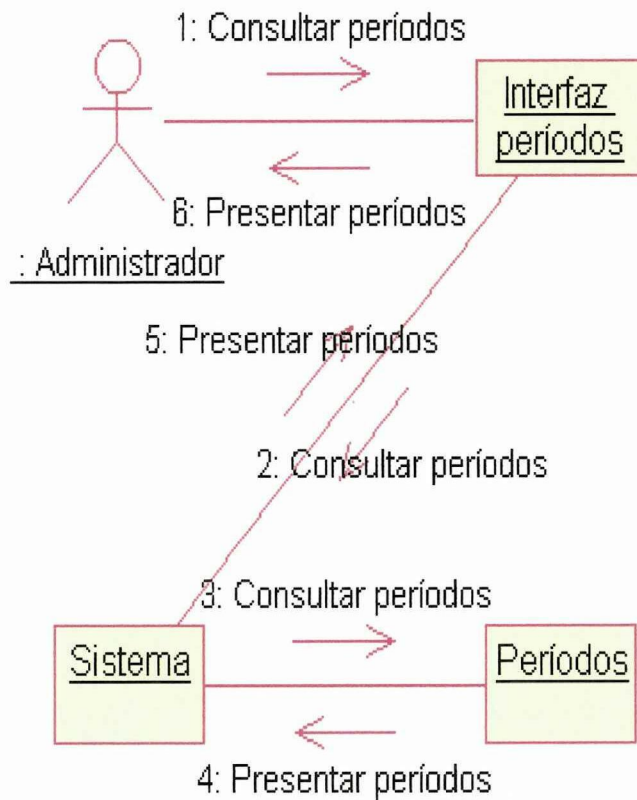 1: Consultar períodos
Interfaz
períodos
6: Presentar períodos
: Administrador
5: Presentar períodos
2: Consultar períodos
3: Consultar períodos
Sistema
Períodos
4: Presentar períodos